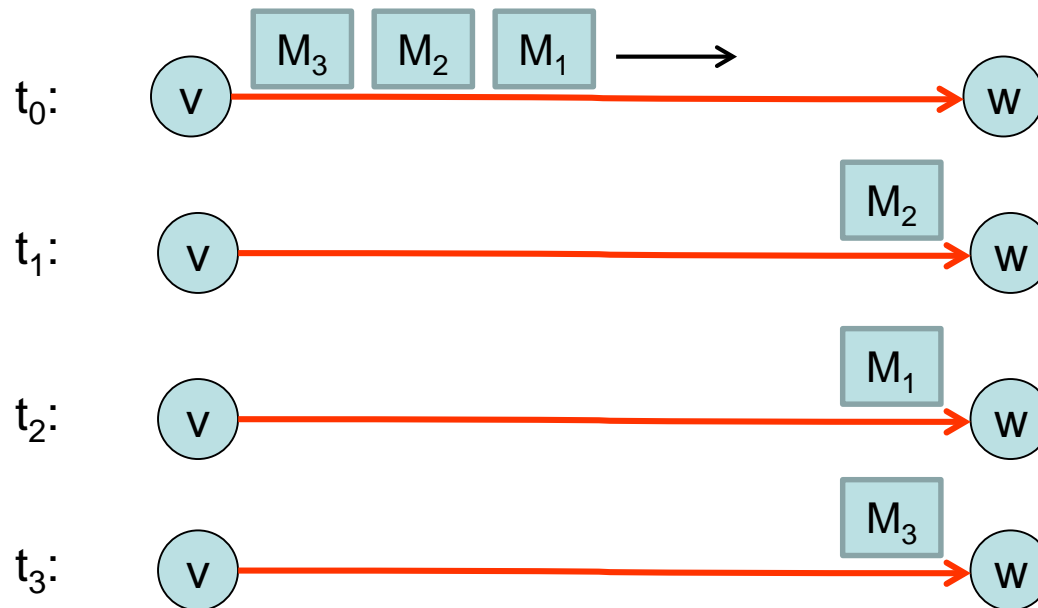 t₀: v M₃ M₂ M₁ w
t₁: v M₂ w
t₂: v M₁ w
t₃: v M₃ w